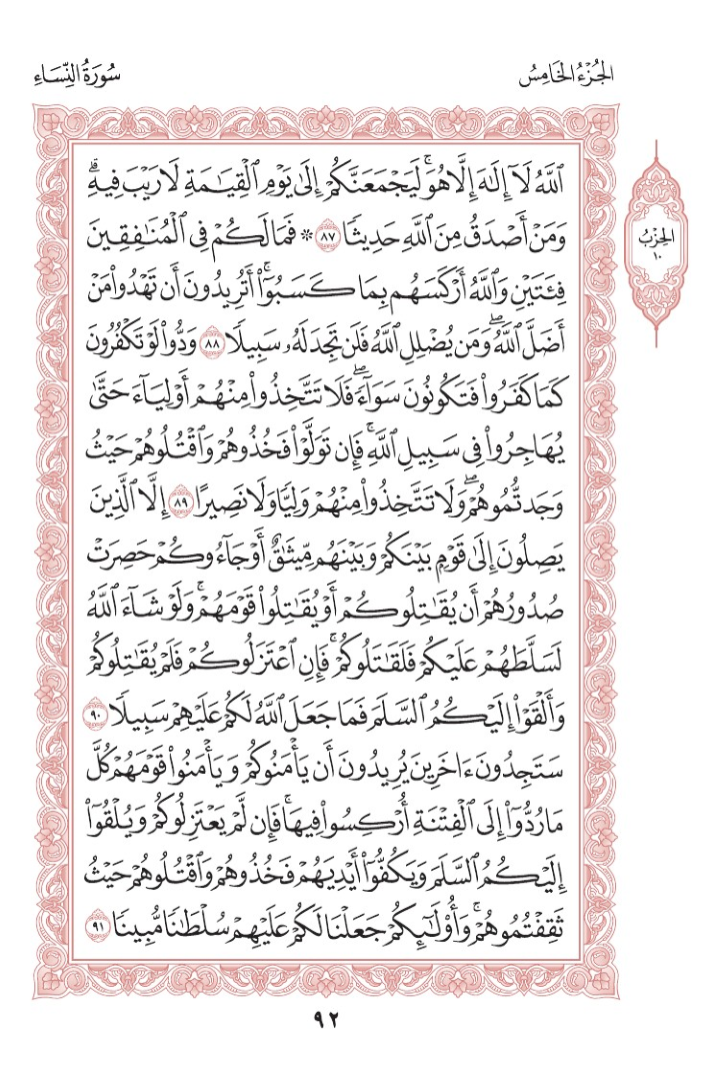 الجُزْءُ الخَامِسُ
سُورَةُ النِّسَاءِ
ٱللَّهُ لَآ إِلَٰهَ إِلَّا هُوَۚ لَيَجْمَعَنَّكُمْ إِلَىٰ يَوْمِ ٱلْقِيَٰمَةِ لَا رَيْبَ فِيهِۗ
وَمَنْ أَصْدَقُ مِنَ ٱللَّهِ حَدِيثًا ٨٧ ۞ فَمَا لَكُمْ فِى ٱلْمُنَٰفِقِينَ
فِئَتَيْنِ وَٱللَّهُ أَرْكَسَهُم بِمَا كَسَبُوٓا۟ۚ أَتُرِيدُونَ أَن تَهْدُوا۟ مَنْ
أَضَلَّ ٱللَّهُۖ وَمَن يُضْلِلِ ٱللَّهُ فَلَن تَجِدَ لَهُۥ سَبِيلًا ٨٨ وَدُّوا۟ لَوْ تَكْفُرُونَ
كَمَا كَفَرُوا۟ فَتَكُونُونَ سَوَآءًۖ فَلَا تَتَّخِذُوا۟ مِنْهُمْ أَوْلِيَآءَ حَتَّىٰ
يُهَاجِرُوا۟ فِى سَبِيلِ ٱللَّهِۚ فَإِن تَوَلَّوْا۟ فَخُذُوهُمْ وَٱقْتُلُوهُمْ حَيْثُ
وَجَدتُّمُوهُمْۖ وَلَا تَتَّخِذُوا۟ مِنْهُمْ وَلِيًّا وَلَا نَصِيرًا ٨٩ إِلَّا ٱلَّذِينَ
يَصِلُونَ إِلَىٰ قَوْمٍۭ بَيْنَكُمْ وَبَيْنَهُم مِّيثَٰقٌ أَوْ جَآءُوكُمْ حَصِرَتْ
صُدُورُهُمْ أَن يُقَٰتِلُوكُمْ أَوْ يُقَٰتِلُوا۟ قَوْمَهُمْۚ وَلَوْ شَآءَ ٱللَّهُ
لَسَلَّطَهُمْ عَلَيْكُمْ فَلَقَٰتَلُوكُمْۚ فَإِنِ ٱعْتَزَلُوكُمْ فَلَمْ يُقَٰتِلُوكُمْ
وَأَلْقَوْا۟ إِلَيْكُمُ ٱلسَّلَمَ فَمَا جَعَلَ ٱللَّهُ لَكُمْ عَلَيْهِمْ سَبِيلًا ٩٠
سَتَجِدُونَ ءَاخَرِينَ يُرِيدُونَ أَن يَأْمَنُوكُمْ وَيَأْمَنُوا۟ قَوْمَهُمْ كُلَّ
مَا رُدُّوٓا۟ إِلَى ٱلْفِتْنَةِ أُرْكِسُوا۟ فِيهَاۚ فَإِن لَّمْ يَعْتَزِلُوكُمْ وَيُلْقُوٓا۟
إِلَيْكُمُ ٱلسَّلَمَ وَيَكُفُّوٓا۟ أَيْدِيَهُمْ فَخُذُوهُمْ وَٱقْتُلُوهُمْ حَيْثُ
ثَقِفْتُمُوهُمْۚ وَأُو۟لَٰٓئِكُمْ جَعَلْنَا لَكُمْ عَلَيْهِمْ سُلْطَٰنًا مُّبِينًا ٩١
الحِزْبُ
١٠
٩٢